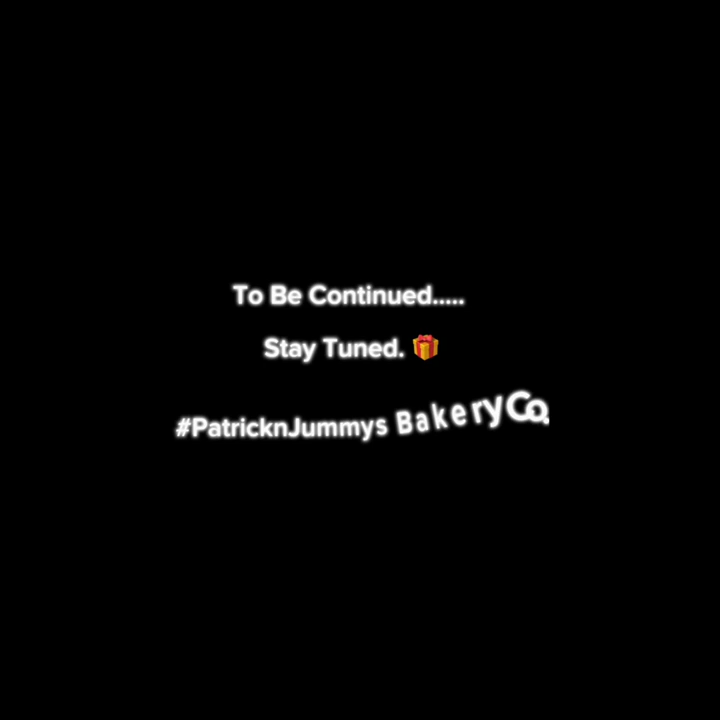 To Be Continued.....
Stay Tuned. 🎁
#PatricknJummys BakeryCo.